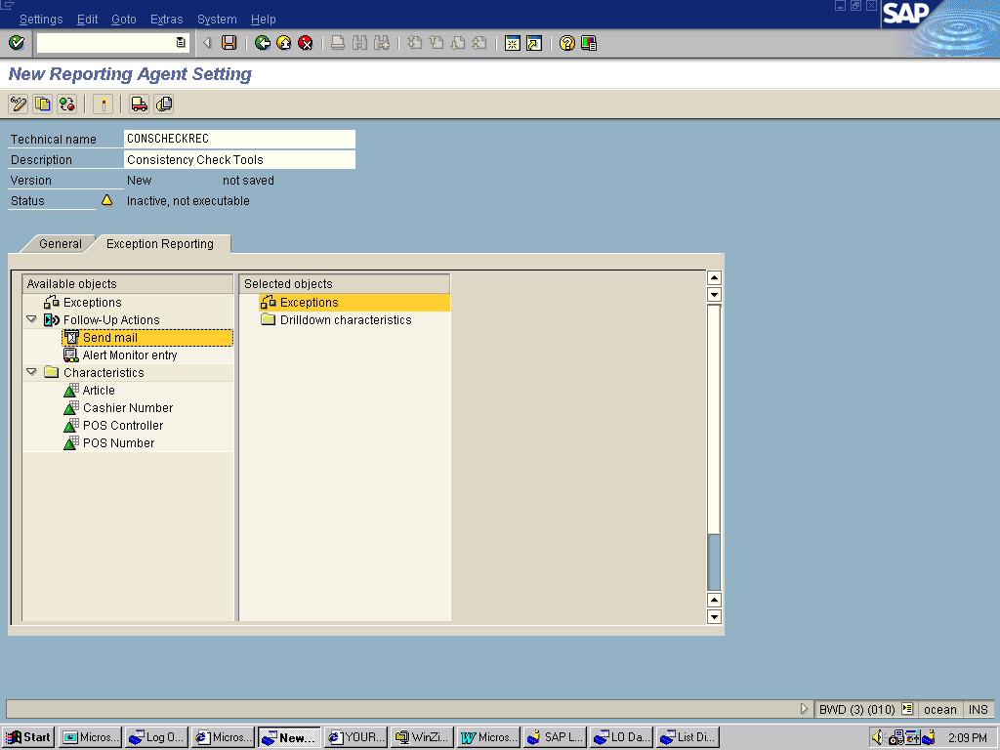 Settings Edit Goto Extras System Help
SAP
New Reporting Agent Setting
Technical name CONSCHECKREC
Description Consistency Check Tools
Version New not saved
Status Inactive, not executable
General Exception Reporting
Available objects
Exceptions
Follow-Up Actions
Send mail
Alert Monitor entry
Characteristics
Article
Cashier Number
POS Controller
POS Number
Selected objects
Exceptions
Drilldown characteristics
BWD (3) (010) ocean INS
Start Micros... Log O... Micros... New... YOUR... WinZi... Micros... SAP L... LO Da... List Di... 2:09 PM